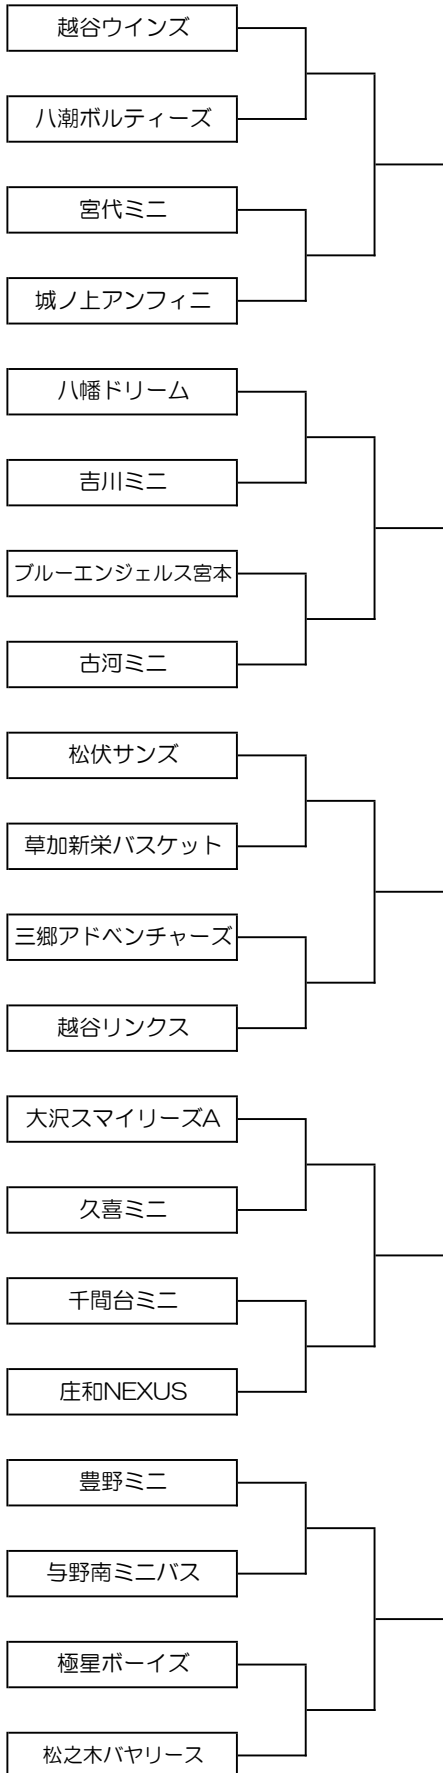 越谷ウインズ
八潮ボルティーズ
宮代ミニ
城ノ上アンフィニ
八幡ドリーム
吉川ミニ
ブルーエンジェルス宮本
古河ミニ
松伏サンズ
草加新栄バスケット
三郷アドベンチャーズ
越谷リンクス
大沢スマイリーズA
久喜ミニ
千間台ミニ
庄和NEXUS
豊野ミニ
与野南ミニバス
極星ボーイズ
松之木バヤリース